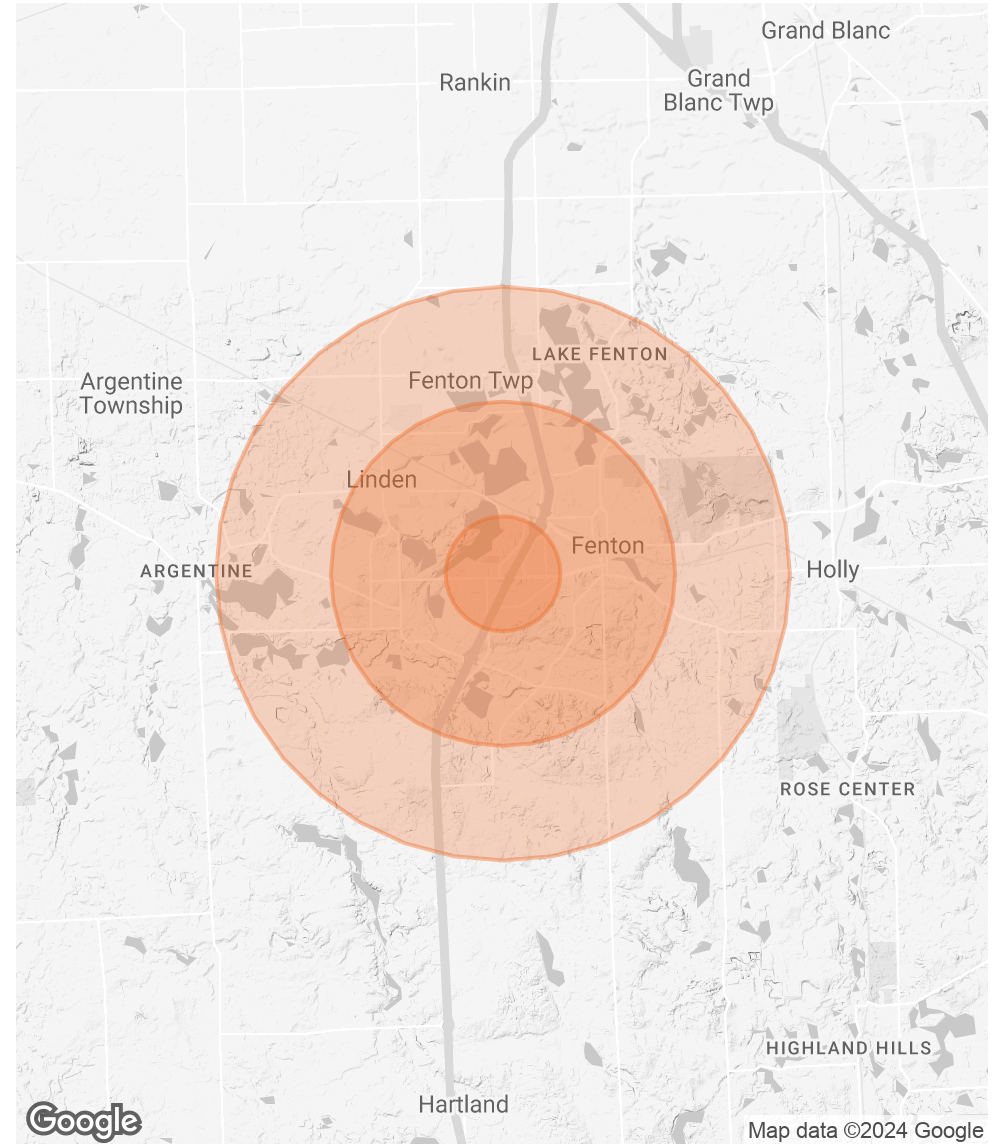 Grand Blanc
Rankin
Grand
Blanc Twp
LAKE FENTON
Fenton Twp
Argentine
Township
Linden
Fenton
ARGENTINE
Holly
ROSE CENTER
HIGHLAND HILLS
Hartland
Google
Map data ©2024 Google